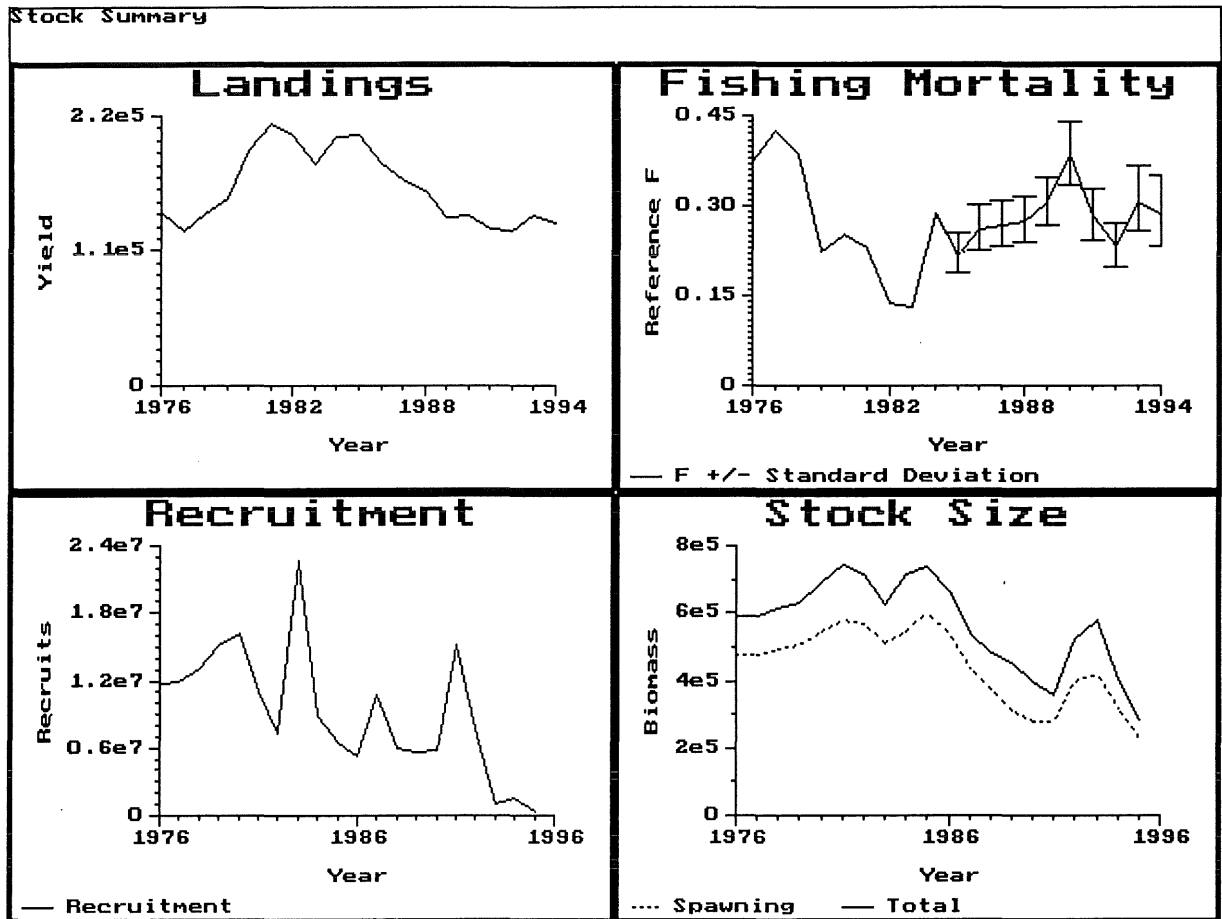 Stock Summary
Landings
2.2e5
1.1e5
0
Yield
1976 1982 1988 1994
Year
Fishing Mortality
0.45
0.30
0.15
0
Reference F
1976 1982 1988 1994
Year
F +/- Standard Deviation
Recruitment
2.4e7
1.8e7
1.2e7
0.6e7
0
Recruits
1976 1986 1996
Year
Recruitment
Stock Size
8e5
6e5
4e5
2e5
0
Biomass
1976 1986 1996
Year
Spawning Total